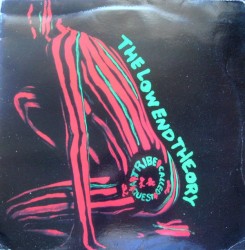 THE LOW END THEORY
A TRIBE CALLED QUEST